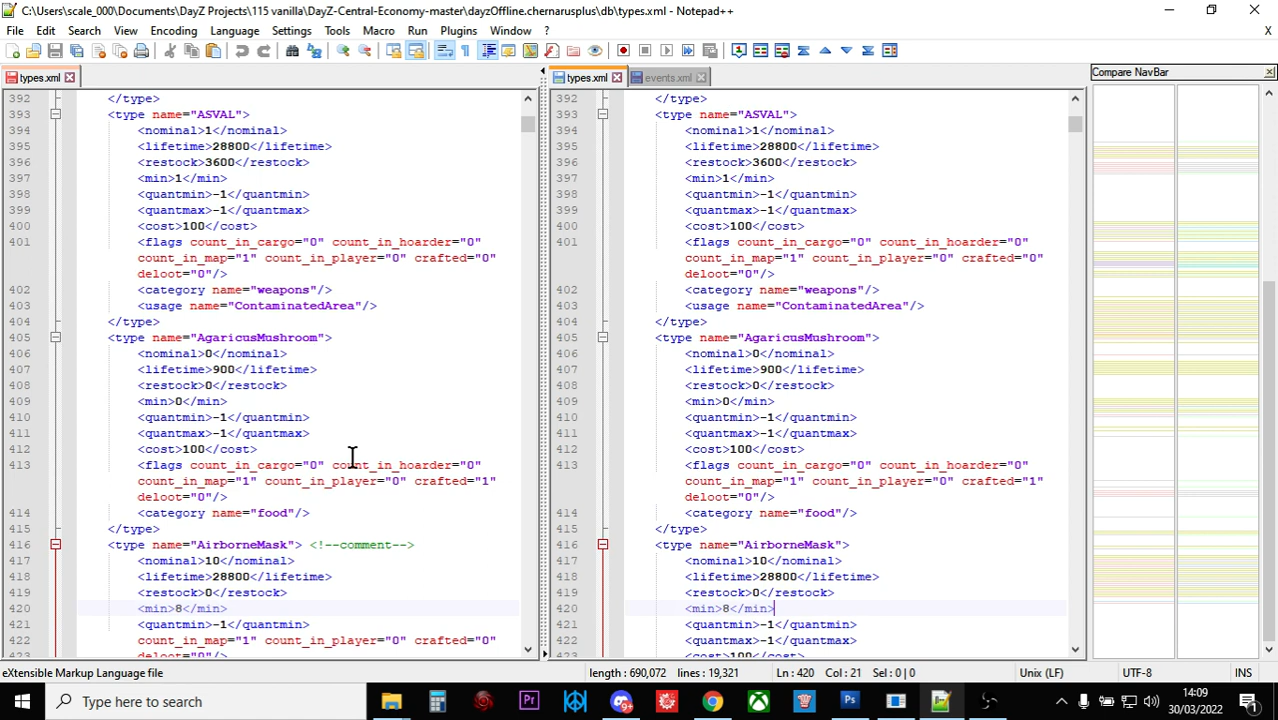 C:\Users\scale_000\Documents\DayZ Projects\115 vanilla\DayZ-Central-Economy-master\dayzOffline.chernarusplus\db\types.xml - Notepad++
File Edit Search View Encoding Language Settings Tools Macro Run Plugins Window ? X
types.xml
392 </type>
393 <type name="ASVAL">
394 <nominal>1</nominal>
395 <lifetime>28800</lifetime>
396 <restock>3600</restock>
397 <min>1</min>
398 <quantmin>-1</quantmin>
399 <quantmax>-1</quantmax>
400 <cost>100</cost>
401 <flags count_in_cargo="0" count_in_hoarder="0"
count_in_map="1" count_in_player="0" crafted="0"
deloot="0"/>
402 <category name="weapons"/>
403 <usage name="ContaminatedArea"/>
404 </type>
405 <type name="AgaricusMushroom">
406 <nominal>0</nominal>
407 <lifetime>900</lifetime>
408 <restock>0</restock>
409 <min>0</min>
410 <quantmin>-1</quantmin>
411 <quantmax>-1</quantmax>
412 <cost>100</cost>
413 <flags count_in_cargo="0" count_in_hoarder="0"
count_in_map="1" count_in_player="0" crafted="1"
deloot="0"/>
414 <category name="food"/>
415 </type>
416 <type name="AirborneMask"> <!--comment-->
417 <nominal>10</nominal>
418 <lifetime>28800</lifetime>
419 <restock>0</restock>
420 <min>8</min>
421 <quantmin>-1</quantmin>
422 count_in_map="1" count_in_player="0" crafted="0"
423 deloot="0"/>
types.xml events.xml
392 </type>
393 <type name="ASVAL">
394 <nominal>1</nominal>
395 <lifetime>28800</lifetime>
396 <restock>3600</restock>
397 <min>1</min>
398 <quantmin>-1</quantmin>
399 <quantmax>-1</quantmax>
400 <cost>100</cost>
401 <flags count_in_cargo="0" count_in_hoarder="0"
count_in_map="1" count_in_player="0" crafted="0"
deloot="0"/>
402 <category name="weapons"/>
403 <usage name="ContaminatedArea"/>
404 </type>
405 <type name="AgaricusMushroom">
406 <nominal>0</nominal>
407 <lifetime>900</lifetime>
408 <restock>0</restock>
409 <min>0</min>
410 <quantmin>-1</quantmin>
411 <quantmax>-1</quantmax>
412 <cost>100</cost>
413 <flags count_in_cargo="0" count_in_hoarder="0"
count_in_map="1" count_in_player="0" crafted="1"
deloot="0"/>
414 <category name="food"/>
415 </type>
416 <type name="AirborneMask">
417 <nominal>10</nominal>
418 <lifetime>28800</lifetime>
419 <restock>0</restock>
420 <min>8</min>
421 <quantmin>-1</quantmin>
422 <quantmax>-1</quantmax>
423 <cost>100</cost>
Compare NavBar
eXtensible Markup Language file length : 690,072 lines : 19,321 Ln : 420 Col : 21 Sel : 0 | 0 Unix (LF) UTF-8 INS
Type here to search
14:09
30/03/2022